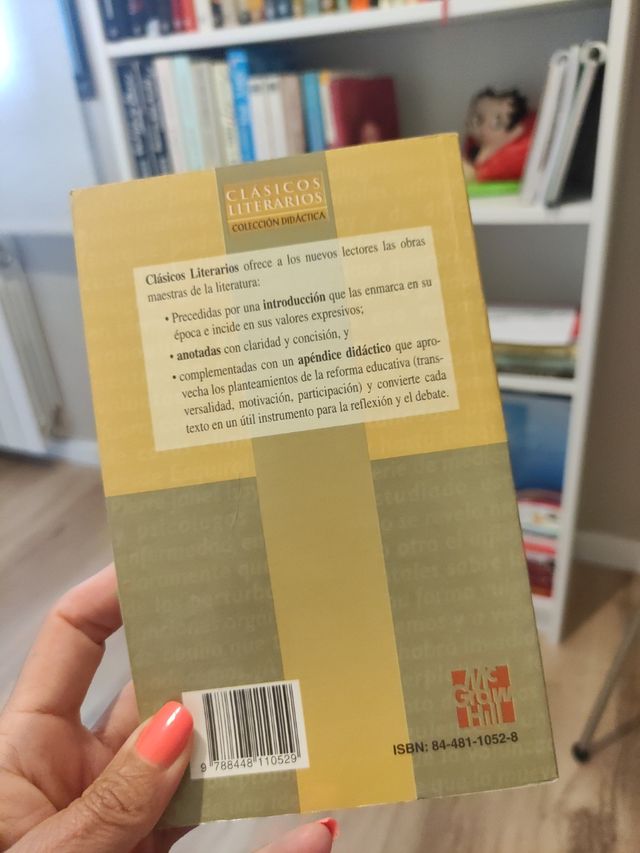 CLÁSICOS
LITERARIOS
COLECCIÓN DIDÁCTICA
Clásicos Literarios ofrece a los nuevos lectores las obras
maestras de la literatura:
• Precedidas por una introducción que las enmarca en su
época e incide en sus valores expresivos;
• anotadas con claridad y concisión, y
• complementadas con un apéndice didáctico que apro-
vecha los planteamientos de la reforma educativa (trans-
versalidad, motivación, participación) y convierte cada
texto en un útil instrumento para la reflexión y el debate.
Mc
Graw
Hill
ISBN: 84-481-1052-8
9 788448 110529